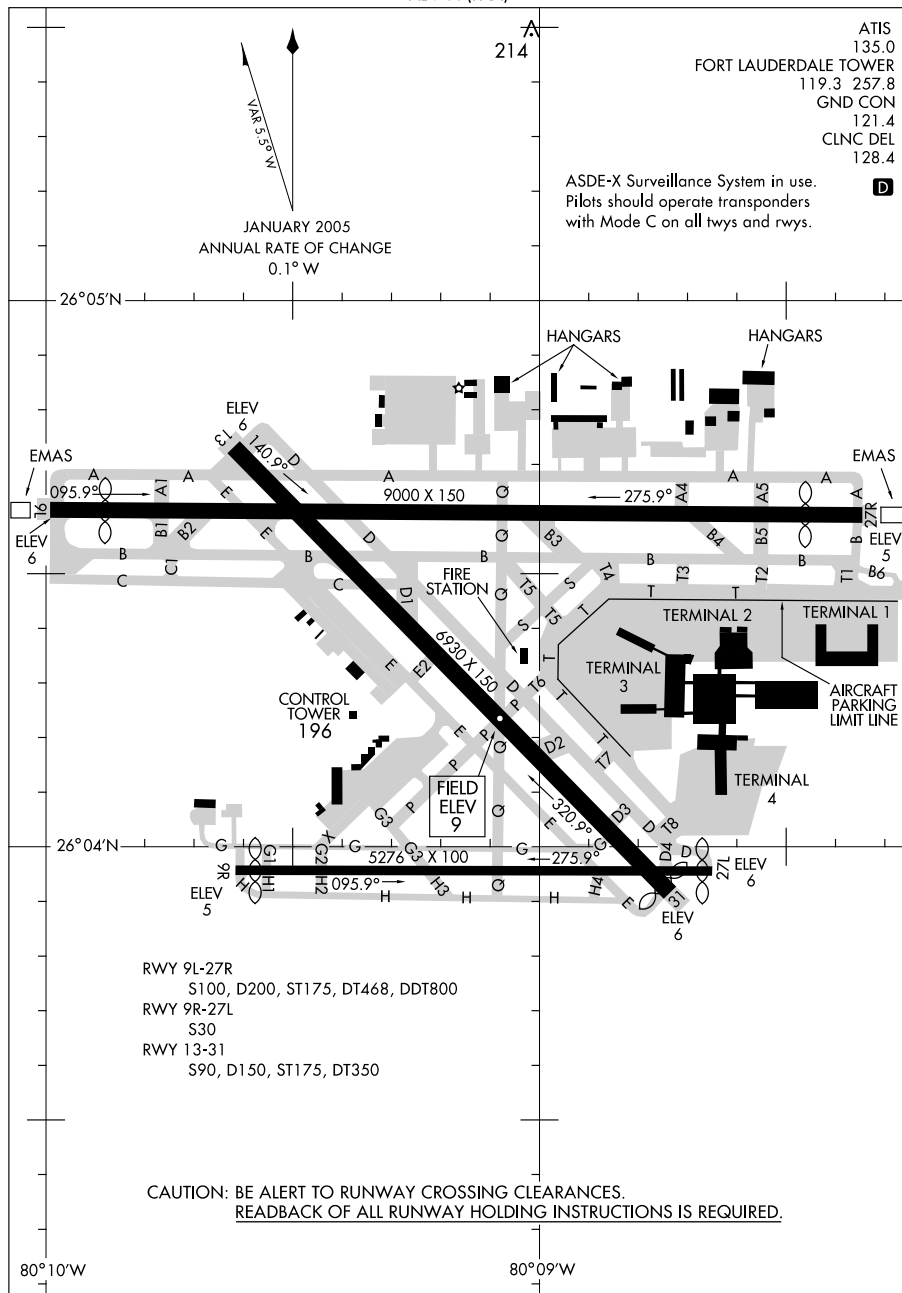 214
ATIS
135.0
FORT LAUDERDALE TOWER
119.3 257.8
GND CON
121.4
CLNC DEL
128.4
D
ASDE-X Surveillance System in use.
Pilots should operate transponders
with Mode C on all twys and rwys.
VAR 5.5° W
JANUARY 2005
ANNUAL RATE OF CHANGE
0.1° W
26°05'N
HANGARS
HANGARS
ELEV
6
13
140.9°
D
EMAS
EMAS
A
A1
A
A
A
A4
A
A5
A
095.9°
9000 X 150
275.9°
9L
27R
E
E
D
Q
ELEV
6
ELEV
5
B1
B2
B3
B4
B5
B
B
B
B
B
B6
C
C1
C
D1
FIRE
STATION
Q
T5
S
T4
T3
T2
T1
T
T
T
T5
S
T
TERMINAL 2
TERMINAL 1
TERMINAL
3
E
E2
6930 X 150
D
T6
T
P
CONTROL
TOWER
196
AIRCRAFT
PARKING
LIMIT LINE
E
P
Q
D2
T
T7
TERMINAL
4
P
P
G3
FIELD
ELEV
9
320.9°
Q
E
D3
D
T8
26°04'N
G
G1
G2
X
G
G3
G
G
D4
D
9R
5276 X 100
275.9°
27L
ELEV
6
ELEV
5
H
H1
H2
095.9°
H3
H
H
Q
H
H4
E
31
ELEV
6
RWY 9L-27R
S100, D200, ST175, DT468, DDT800
RWY 9R-27L
S30
RWY 13-31
S90, D150, ST175, DT350
CAUTION: BE ALERT TO RUNWAY CROSSING CLEARANCES.
READBACK OF ALL RUNWAY HOLDING INSTRUCTIONS IS REQUIRED.
80°10'W
80°09'W